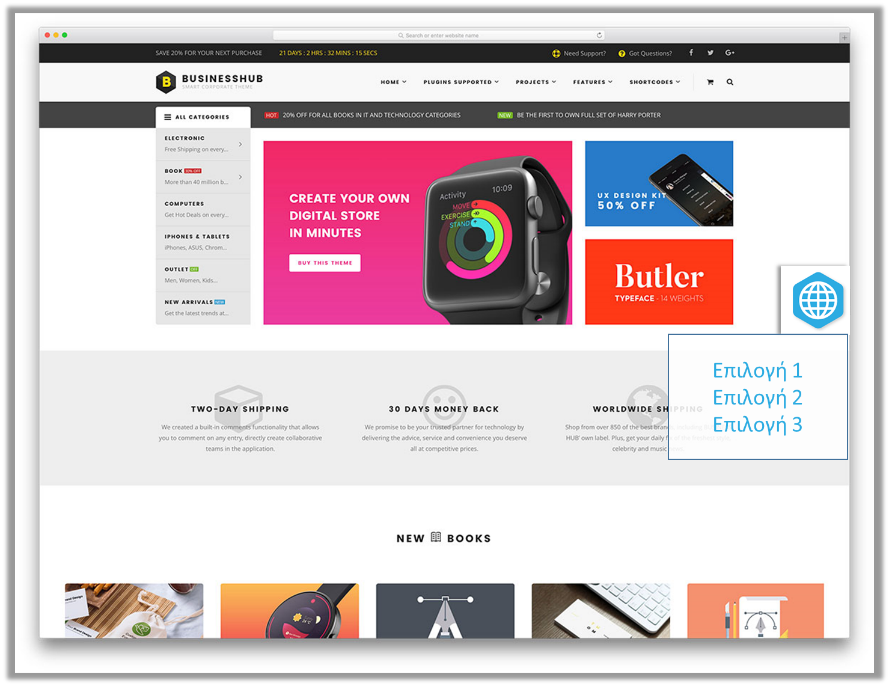 Search or enter website name
SAVE 20% FOR YOUR NEXT PURCHASE 21 DAYS : 2 HRS : 32 MINS : 15 SECS Need Support? Got Questions?
B BUSINESSHUB
SMART CORPORATE THEME
HOME PLUGINS SUPPORTED PROJECTS FEATURES SHORTCODES
ALL CATEGORIES
HOT 20% OFF FOR ALL BOOKS IN IT AND TECHNOLOGY CATEGORIES NEW BE THE FIRST TO OWN FULL SET OF HARRY PORTER
ELECTRONIC
Free Shipping on every...
BOOK
More than 40 million b...
COMPUTERS
Get Hot Deals on every...
IPHONES & TABLETS
iPhones, ASUS, Chrom...
OUTLET
Men, Women, Kids...
NEW ARRIVALS NEW
Get the latest trends at...
CREATE YOUR OWN
DIGITAL STORE
IN MINUTES
BUY THIS THEME
Activity 10:09
MOVE
EXERCISE
STAND
UX DESIGN KIT
50% OFF
Butler
TYPEFACE - 14 WEIGHTS
Επιλογή 1
Επιλογή 2
Επιλογή 3
TWO-DAY SHIPPING
We created a built-in comments functionality that allows
you to comment on any entry, directly create collaborative
teams in the application.
30 DAYS MONEY BACK
We promise to be your trusted partner for technology by
delivering the advice, service and convenience you deserve
all at competitive prices.
WORLDWIDE SHIPPING
Shop from over 850 of the best brands
HUB' own label. Plus, get your daily
celebrity and music
NEW BOOKS